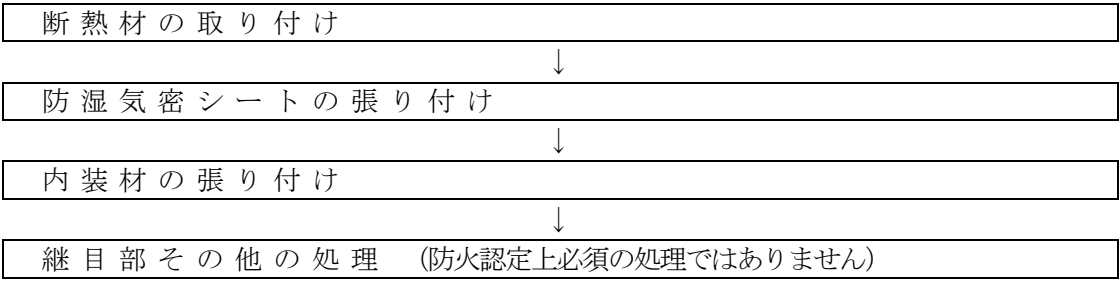 断熱材の取り付け
↓
防湿気密シートの張り付け
↓
内装材の張り付け
↓
継目部その他の処理 (防火認定上必須の処理ではありません)